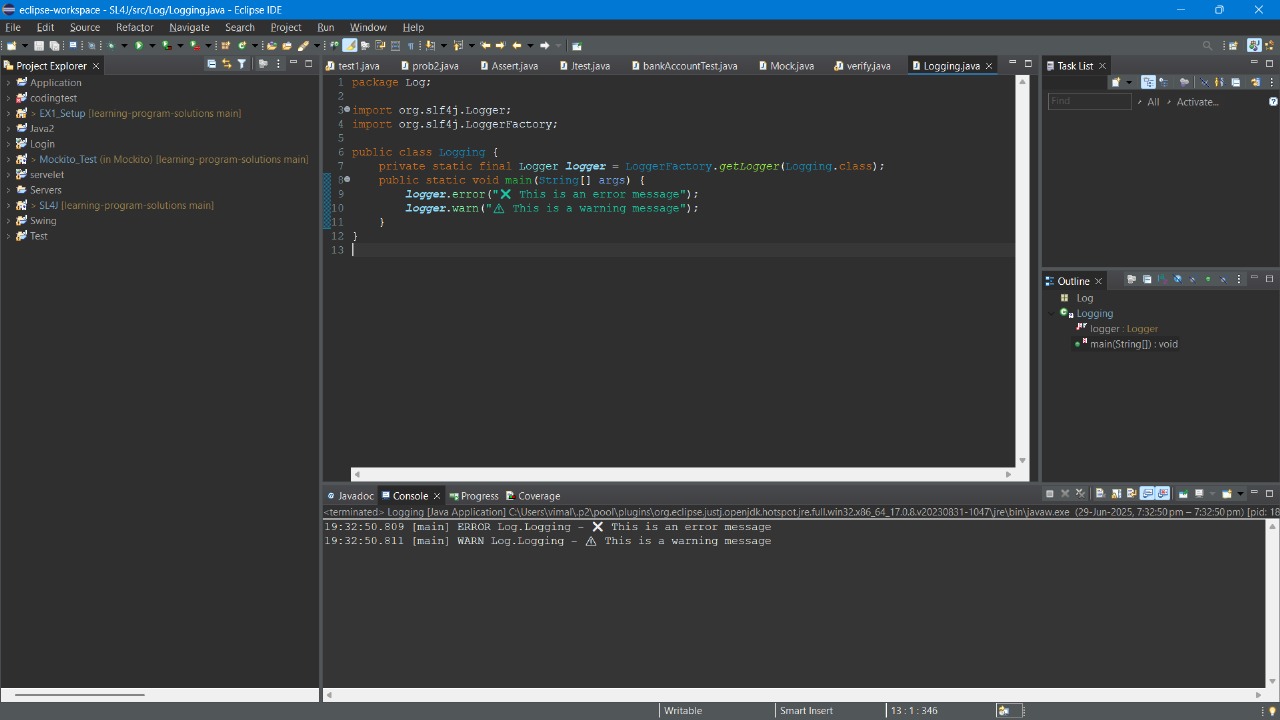 eclipse-workspace - SL4J/src/Log/Logging.java - Eclipse IDE
File Edit Source Refactor Navigate Search Project Run Window Help
Project Explorer
Application
codingtest
> EX1_Setup [learning-program-solutions main]
Java2
Login
> Mockito_Test (in Mockito) [learning-program-solutions main]
servelet
Servers
> SL4J [learning-program-solutions main]
Swing
Test
test1.java prob2.java Assert.java Jtest.java bankAccountTest.java Mock.java verify.java Logging.java
1 package Log;
2
3 import org.slf4j.Logger;
4 import org.slf4j.LoggerFactory;
5
6 public class Logging {
7 private static final Logger logger = LoggerFactory.getLogger(Logging.class);
8 public static void main(String[] args) {
9 logger.error("❌ This is an error message");
10 logger.warn("⚠ This is a warning message");
11 }
12 }
13
Task List
Find All Activate...
Outline
Log
Logging
logger : Logger
main(String[]) : void
Javadoc Console Progress Coverage
<terminated> Logging [Java Application] C:\Users\vimal\.p2\pool\plugins\org.eclipse.justj.openjdk.hotspot.jre.full.win32.x86_64_17.0.8.v20230831-1047\jre\bin\javaw.exe (29-Jun-2025, 7:32:50 pm – 7:32:50 pm) [pid: 18
19:32:50.809 [main] ERROR Log.Logging - ❌ This is an error message
19:32:50.811 [main] WARN Log.Logging - ⚠ This is a warning message
Writable Smart Insert 13 : 1 : 346